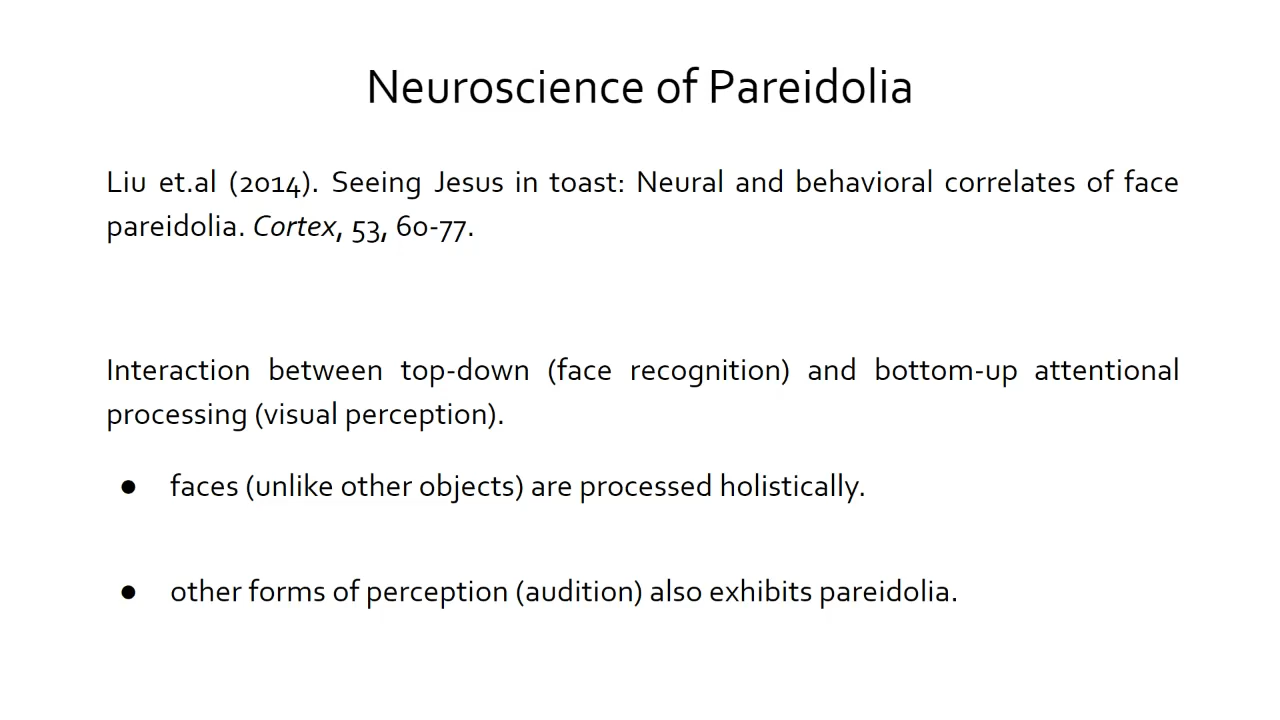 Neuroscience of Pareidolia
Liu et.al (2014). Seeing Jesus in toast: Neural and behavioral correlates of face
pareidolia. Cortex, 53, 60-77.
Interaction between top-down (face recognition) and bottom-up attentional
processing (visual perception).
● faces (unlike other objects) are processed holistically.
● other forms of perception (audition) also exhibits pareidolia.